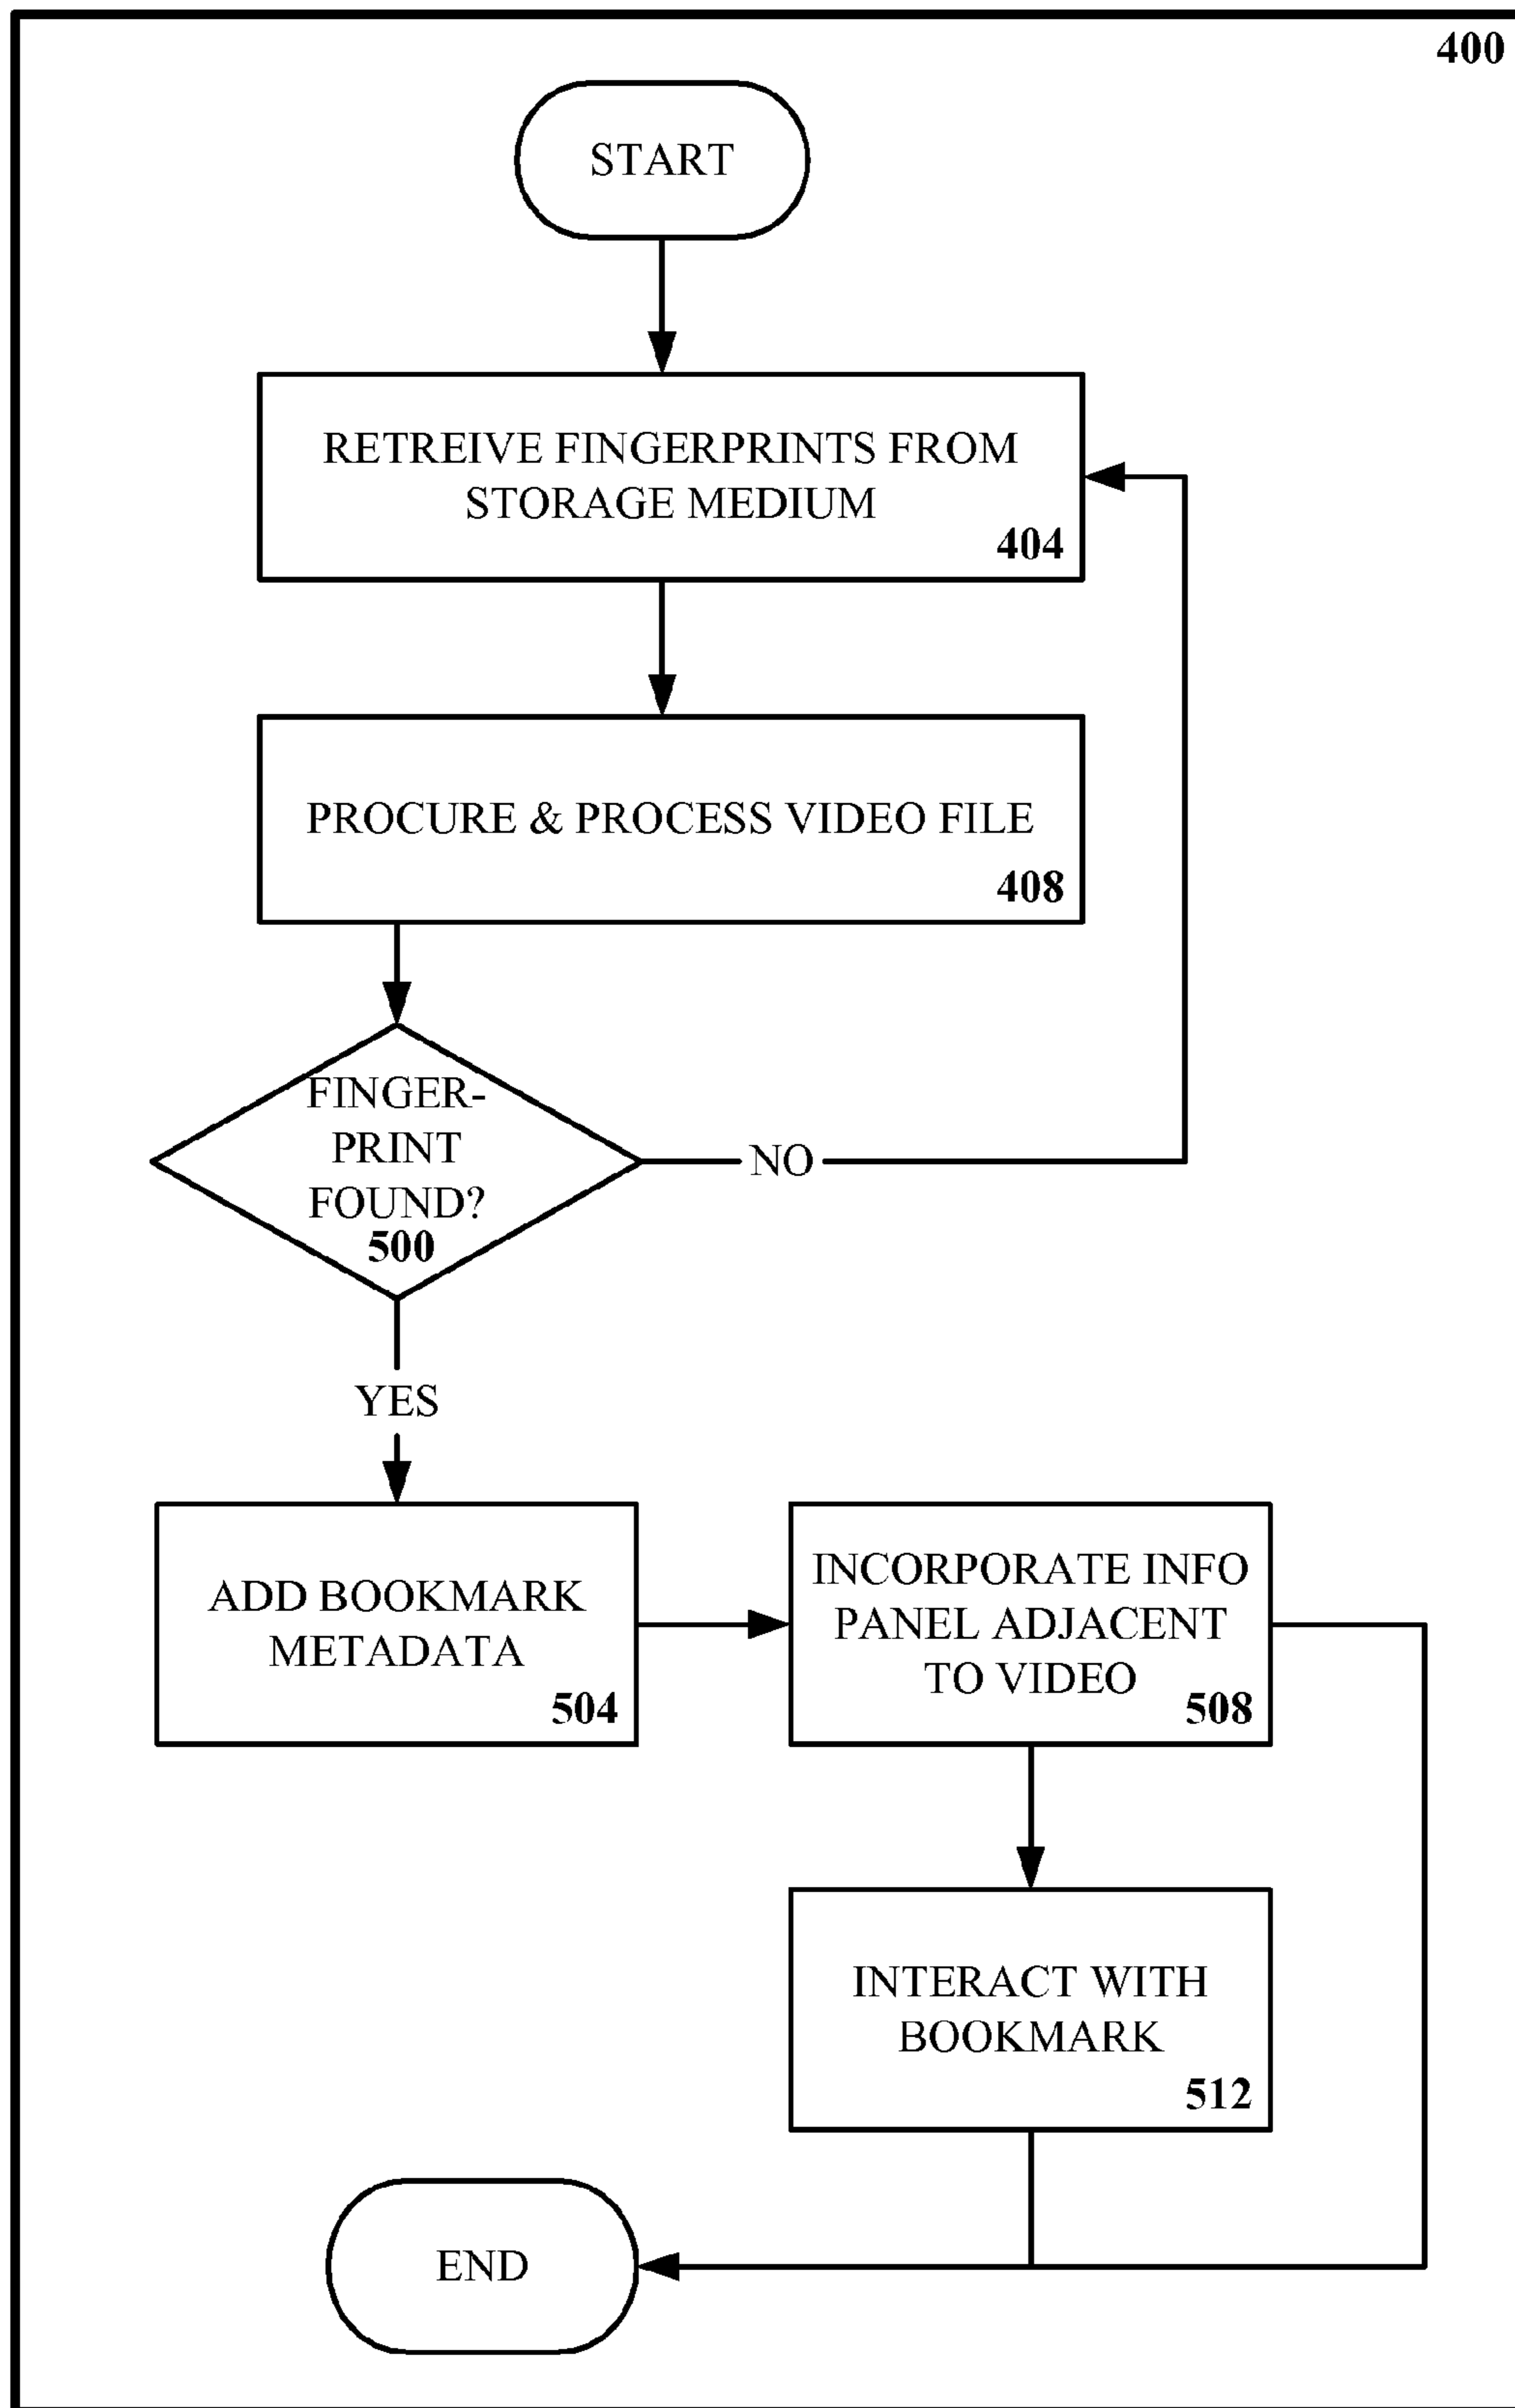 400
START
RETREIVE FINGERPRINTS FROM
STORAGE MEDIUM
404
PROCURE & PROCESS VIDEO FILE
408
FINGER-
PRINT
FOUND?
500
NO
YES
ADD BOOKMARK
METADATA
504
INCORPORATE INFO
PANEL ADJACENT
TO VIDEO
508
INTERACT WITH
BOOKMARK
512
END